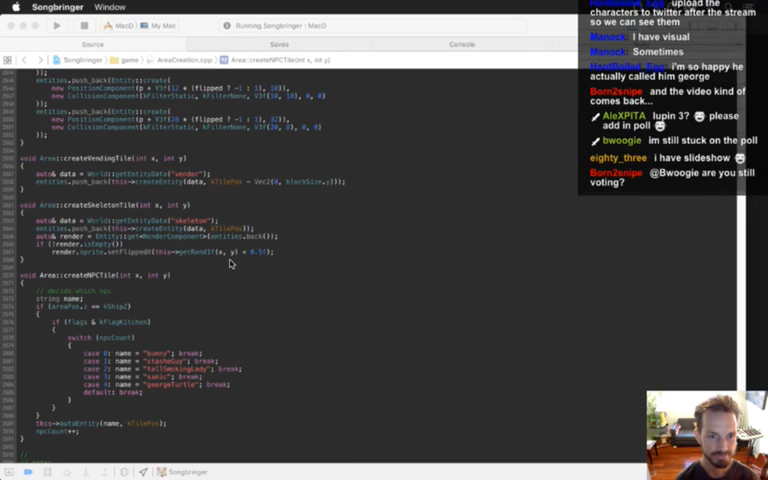 Songbringer Window
MacD My Mac
Running Songbringer : MacD
Source Saves Console
Songbringer game AreaCreation.cpp Area::createNPCTile(int x, int y)
));
entities.push_back(Entity::create(
new PositionComponent(p + V3f(12 * (flipped ? -1 : 1), 10)),
new CollisionComponent(kFilterStatic, kFilterNone, V3f(10, 10), 0, 0)
));
entities.push_back(Entity::create(
new PositionComponent(p + V3f(28 * (flipped ? -1 : 1), 32)),
new CollisionComponent(kFilterStatic, kFilterNone, V3f(20, 8), 0, 0)
));
}
void Area::createVendingTile(int x, int y)
{
auto& data = World::getEntityData("vendor");
entities.push_back(this->createEntity(data, kTilePos - Vec2(0, blockSize.y)));
}
void Area::createSkeletonTile(int x, int y)
{
auto& data = World::getEntityData("skeleton");
entities.push_back(this->createEntity(data, kTilePos));
auto& render = Entity::get<RenderComponent>(entities.back());
if (!render.isEmpty())
render.sprite.setFlippedX(this->getRand1f(x, y) < 0.5f);
}
void Area::createNPCTile(int x, int y)
{
// Decide which npc
string name;
if (areaPos.z == kShipZ)
{
if (flags & kFlagKitchen)
{
switch (npcCount)
{
case 0: name = "bunny"; break;
case 1: name = "stacheGuy"; break;
case 2: name = "tallSmokingLady"; break;
case 3: name = "sanic"; break;
case 4: name = "georgeTurtle"; break;
default: break;
}
}
}
this->autoEntity(name, kTilePos);
npcCount++;
}
//
Songbringer
upload the
characters to twitter after the stream
so we can see them
Manock: I have visual
Manock: Sometimes
HardBoiled_Egg: i'm so happy he
actually called him george
Born2snipe: and the video kind of
comes back...
AleXPITA: lupin 3? please
add in poll
bwoogie: im still stuck on the poll
eighty_three: i have slideshow
Born2snipe: @Bwoogie are you still
voting?